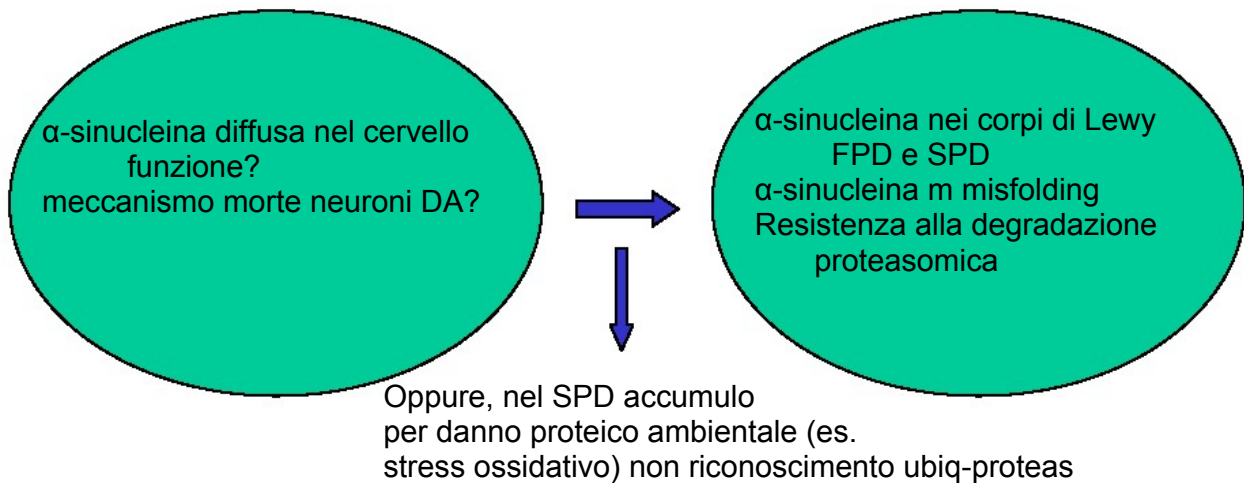 α-sinucleina diffusa nel cervello
funzione?
meccanismo morte neuroni DA?
α-sinucleina nei corpi di Lewy
FPD e SPD
α-sinucleina m misfolding
Resistenza alla degradazione
proteasomica
Oppure, nel SPD accumulo
per danno proteico ambientale (es.
stress ossidativo) non riconoscimento ubiq-proteas